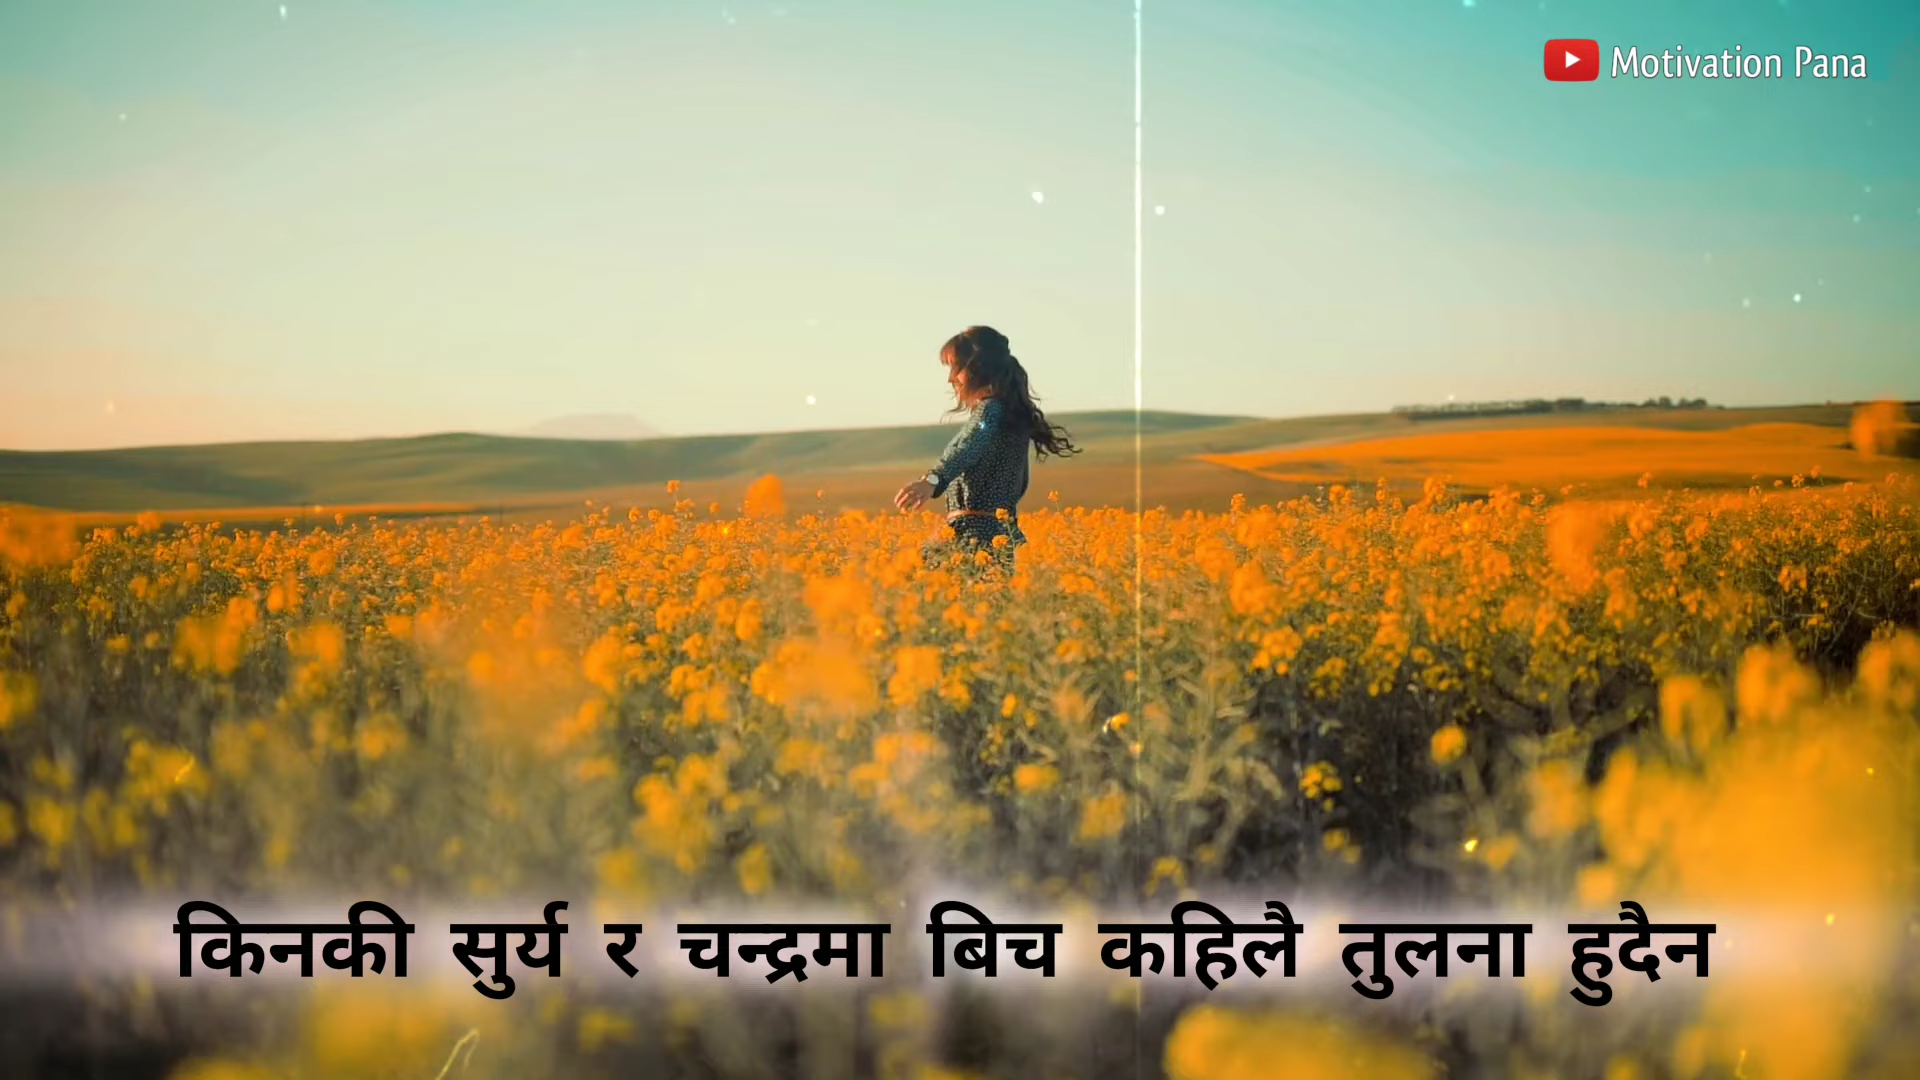 Motivation Pana
किनकी सुर्य र चन्द्रमा बिच कहिलै तुलना हुदैन